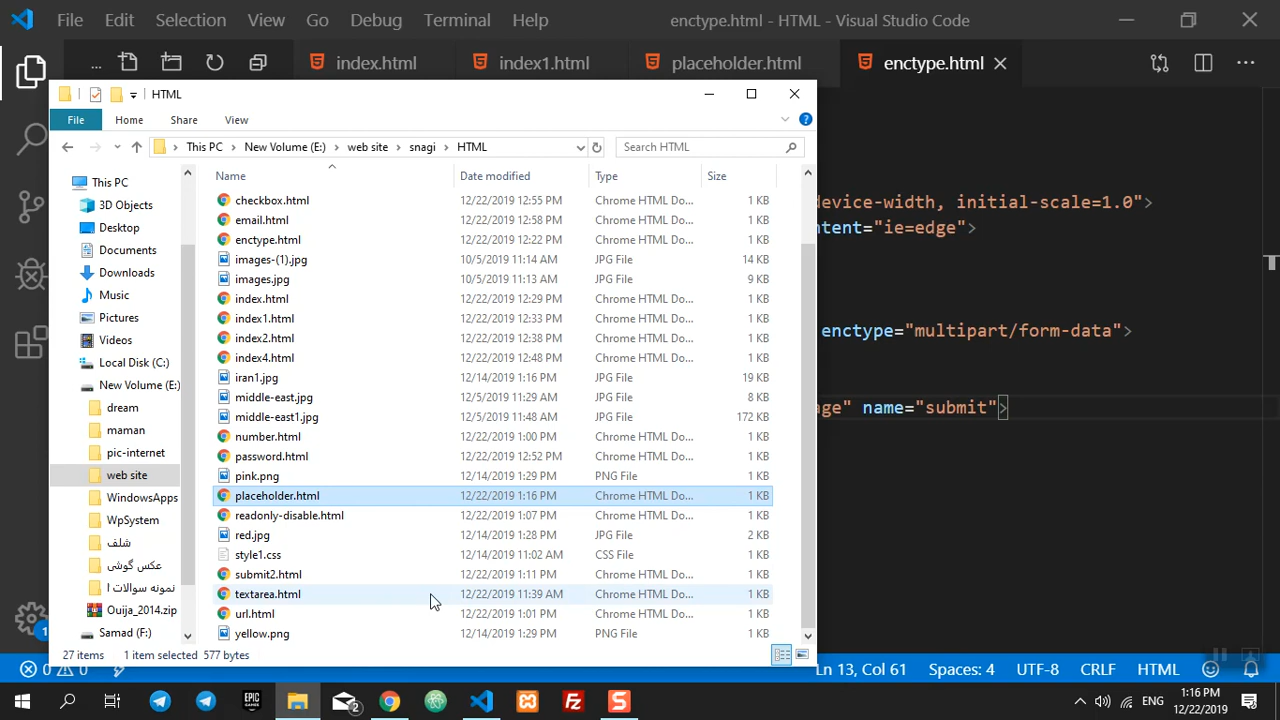 File Edit Selection View Go Debug Terminal Help enctype.html - HTML - Visual Studio Code
... index.html index1.html placeholder.html enctype.html ...
HTML
File Home Share View
This PC New Volume (E:) web site snagi HTML Search HTML
Name Date modified Type Size
This PC
3D Objects
Desktop
Documents
Downloads
Music
Pictures
Videos
Local Disk (C:)
New Volume (E:)
dream
maman
pic-internet
web site
WindowsApps
WpSystem
شلف
عکس گوشی
نمونه سوالات ا
Ouija_2014.zip
Samad (F:)
checkbox.html 12/22/2019 12:55 PM Chrome HTML Do... 1 KB
email.html 12/22/2019 12:58 PM Chrome HTML Do... 1 KB
enctype.html 12/22/2019 12:22 PM Chrome HTML Do... 1 KB
images-(1).jpg 10/5/2019 11:14 AM JPG File 14 KB
images.jpg 10/5/2019 11:13 AM JPG File 9 KB
index.html 12/22/2019 12:29 PM Chrome HTML Do... 1 KB
index1.html 12/22/2019 12:33 PM Chrome HTML Do... 1 KB
index2.html 12/22/2019 12:38 PM Chrome HTML Do... 1 KB
index4.html 12/22/2019 12:48 PM Chrome HTML Do... 1 KB
iran1.jpg 12/14/2019 1:16 PM JPG File 19 KB
middle-east.jpg 12/5/2019 11:29 AM JPG File 8 KB
middle-east1.jpg 12/5/2019 11:48 AM JPG File 172 KB
number.html 12/22/2019 1:00 PM Chrome HTML Do... 1 KB
password.html 12/22/2019 12:52 PM Chrome HTML Do... 1 KB
pink.png 12/14/2019 1:29 PM PNG File 1 KB
placeholder.html 12/22/2019 1:16 PM Chrome HTML Do... 1 KB
readonly-disable.html 12/22/2019 1:07 PM Chrome HTML Do... 1 KB
red.jpg 12/14/2019 1:28 PM JPG File 2 KB
style1.css 12/14/2019 11:02 AM CSS File 1 KB
submit2.html 12/22/2019 1:11 PM Chrome HTML Do... 1 KB
textarea.html 12/22/2019 11:39 AM Chrome HTML Do... 1 KB
url.html 12/22/2019 1:01 PM Chrome HTML Do... 1 KB
yellow.png 12/14/2019 1:29 PM PNG File 1 KB
27 items 1 item selected 577 bytes
device-width, initial-scale=1.0">
ntent="ie=edge">
enctype="multipart/form-data">
ge" name="submit">
0 0 Ln 13, Col 61 Spaces: 4 UTF-8 CRLF HTML
1
EPIC GAMES 2 ENG 1:16 PM
12/22/2019